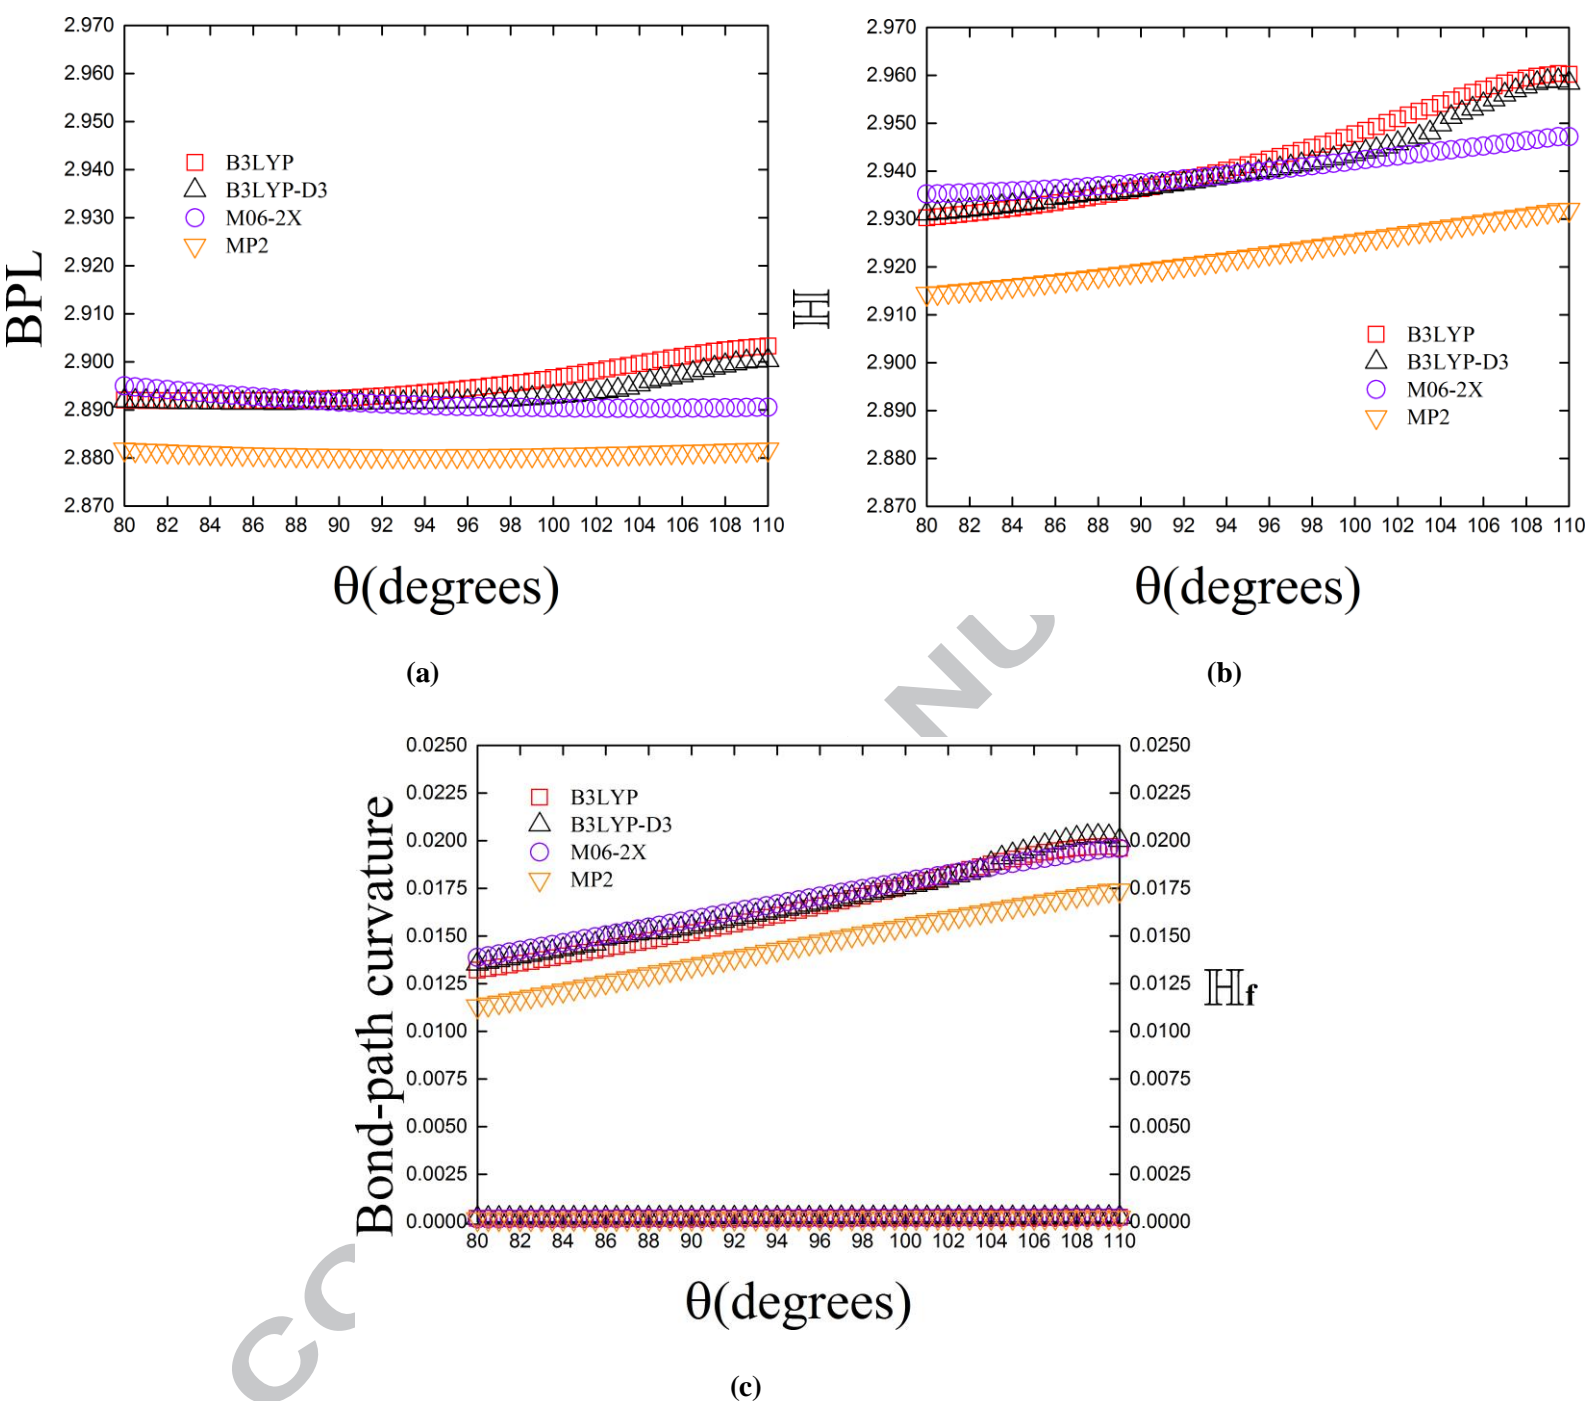 2.970
2.960
2.950
2.940
2.930
2.920
2.910
2.900
2.890
2.880
2.870
BPL
B3LYP
B3LYP-D3
M06-2X
MP2
80 82 84 86 88 90 92 94 96 98 100 102 104 106 108 110
θ(degrees)
(a)
2.970
2.960
2.950
2.940
2.930
2.920
2.910
2.900
2.890
2.880
2.870
ℍ
B3LYP
B3LYP-D3
M06-2X
MP2
80 82 84 86 88 90 92 94 96 98 100 102 104 106 108 110
θ(degrees)
(b)
0.0250
0.0225
0.0200
0.0175
0.0150
0.0125
0.0100
0.0075
0.0050
0.0025
0.0000
Bond-path curvature
B3LYP
B3LYP-D3
M06-2X
MP2
0.0250
0.0225
0.0200
0.0175
0.0150
0.0125
0.0100
0.0075
0.0050
0.0025
0.0000
ℍf
80 82 84 86 88 90 92 94 96 98 100 102 104 106 108 110
θ(degrees)
(c)